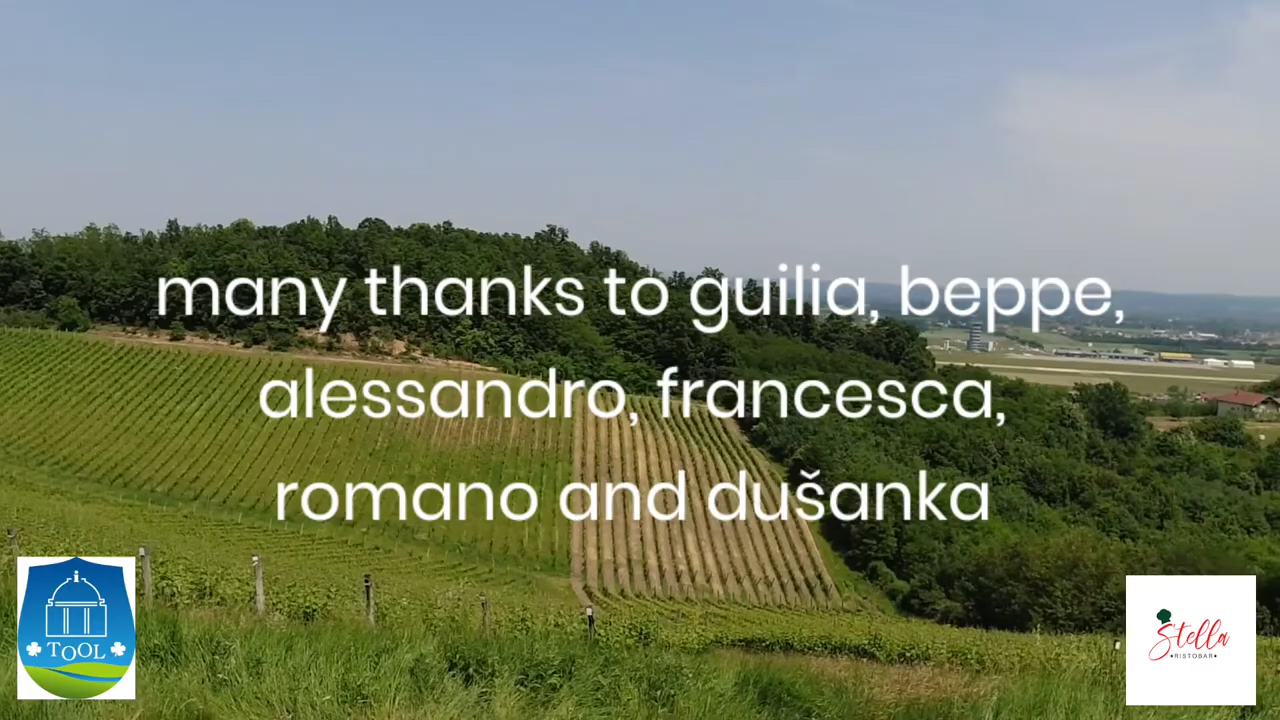 many thanks to guilia, beppe,
alessandro, francesca,
romano and dušanka
TOOL
Stella
•RISTOBAR•